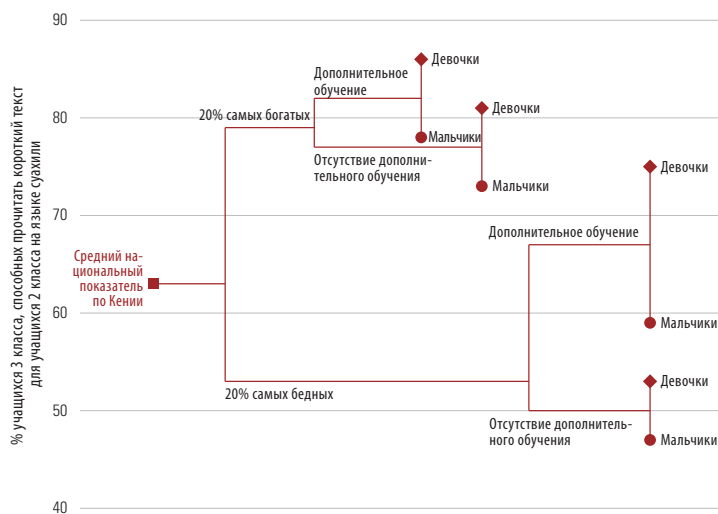 % учащихся 3 класса, способных прочитать короткий текст
для учащихся 2 класса на языке суахили
90
80
70
60
50
40
Средний на-
циональный
показатель
по Кении
20% самых богатых
Дополнительное
обучение
Девочки
Мальчики
Отсутствие дополни-
тельного обучения
Девочки
Мальчики
20% самых бедных
Дополнительное обучение
Девочки
Мальчики
Отсутствие дополнитель-
ного обучения
Девочки
Мальчики